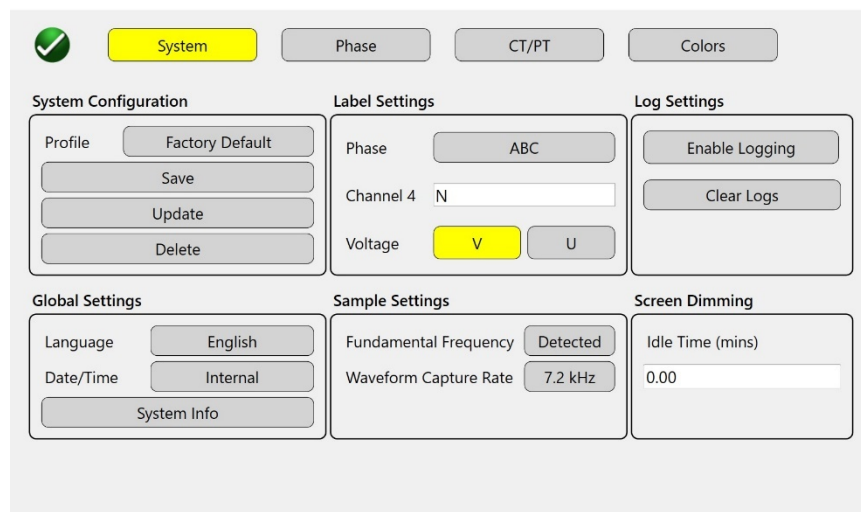 System Phase CT/PT Colors
System Configuration
Profile Factory Default
Save
Update
Delete
Label Settings
Phase ABC
Channel 4 N
Voltage V U
Log Settings
Enable Logging
Clear Logs
Global Settings
Language English
Date/Time Internal
System Info
Sample Settings
Fundamental Frequency Detected
Waveform Capture Rate 7.2 kHz
Screen Dimming
Idle Time (mins)
0.00